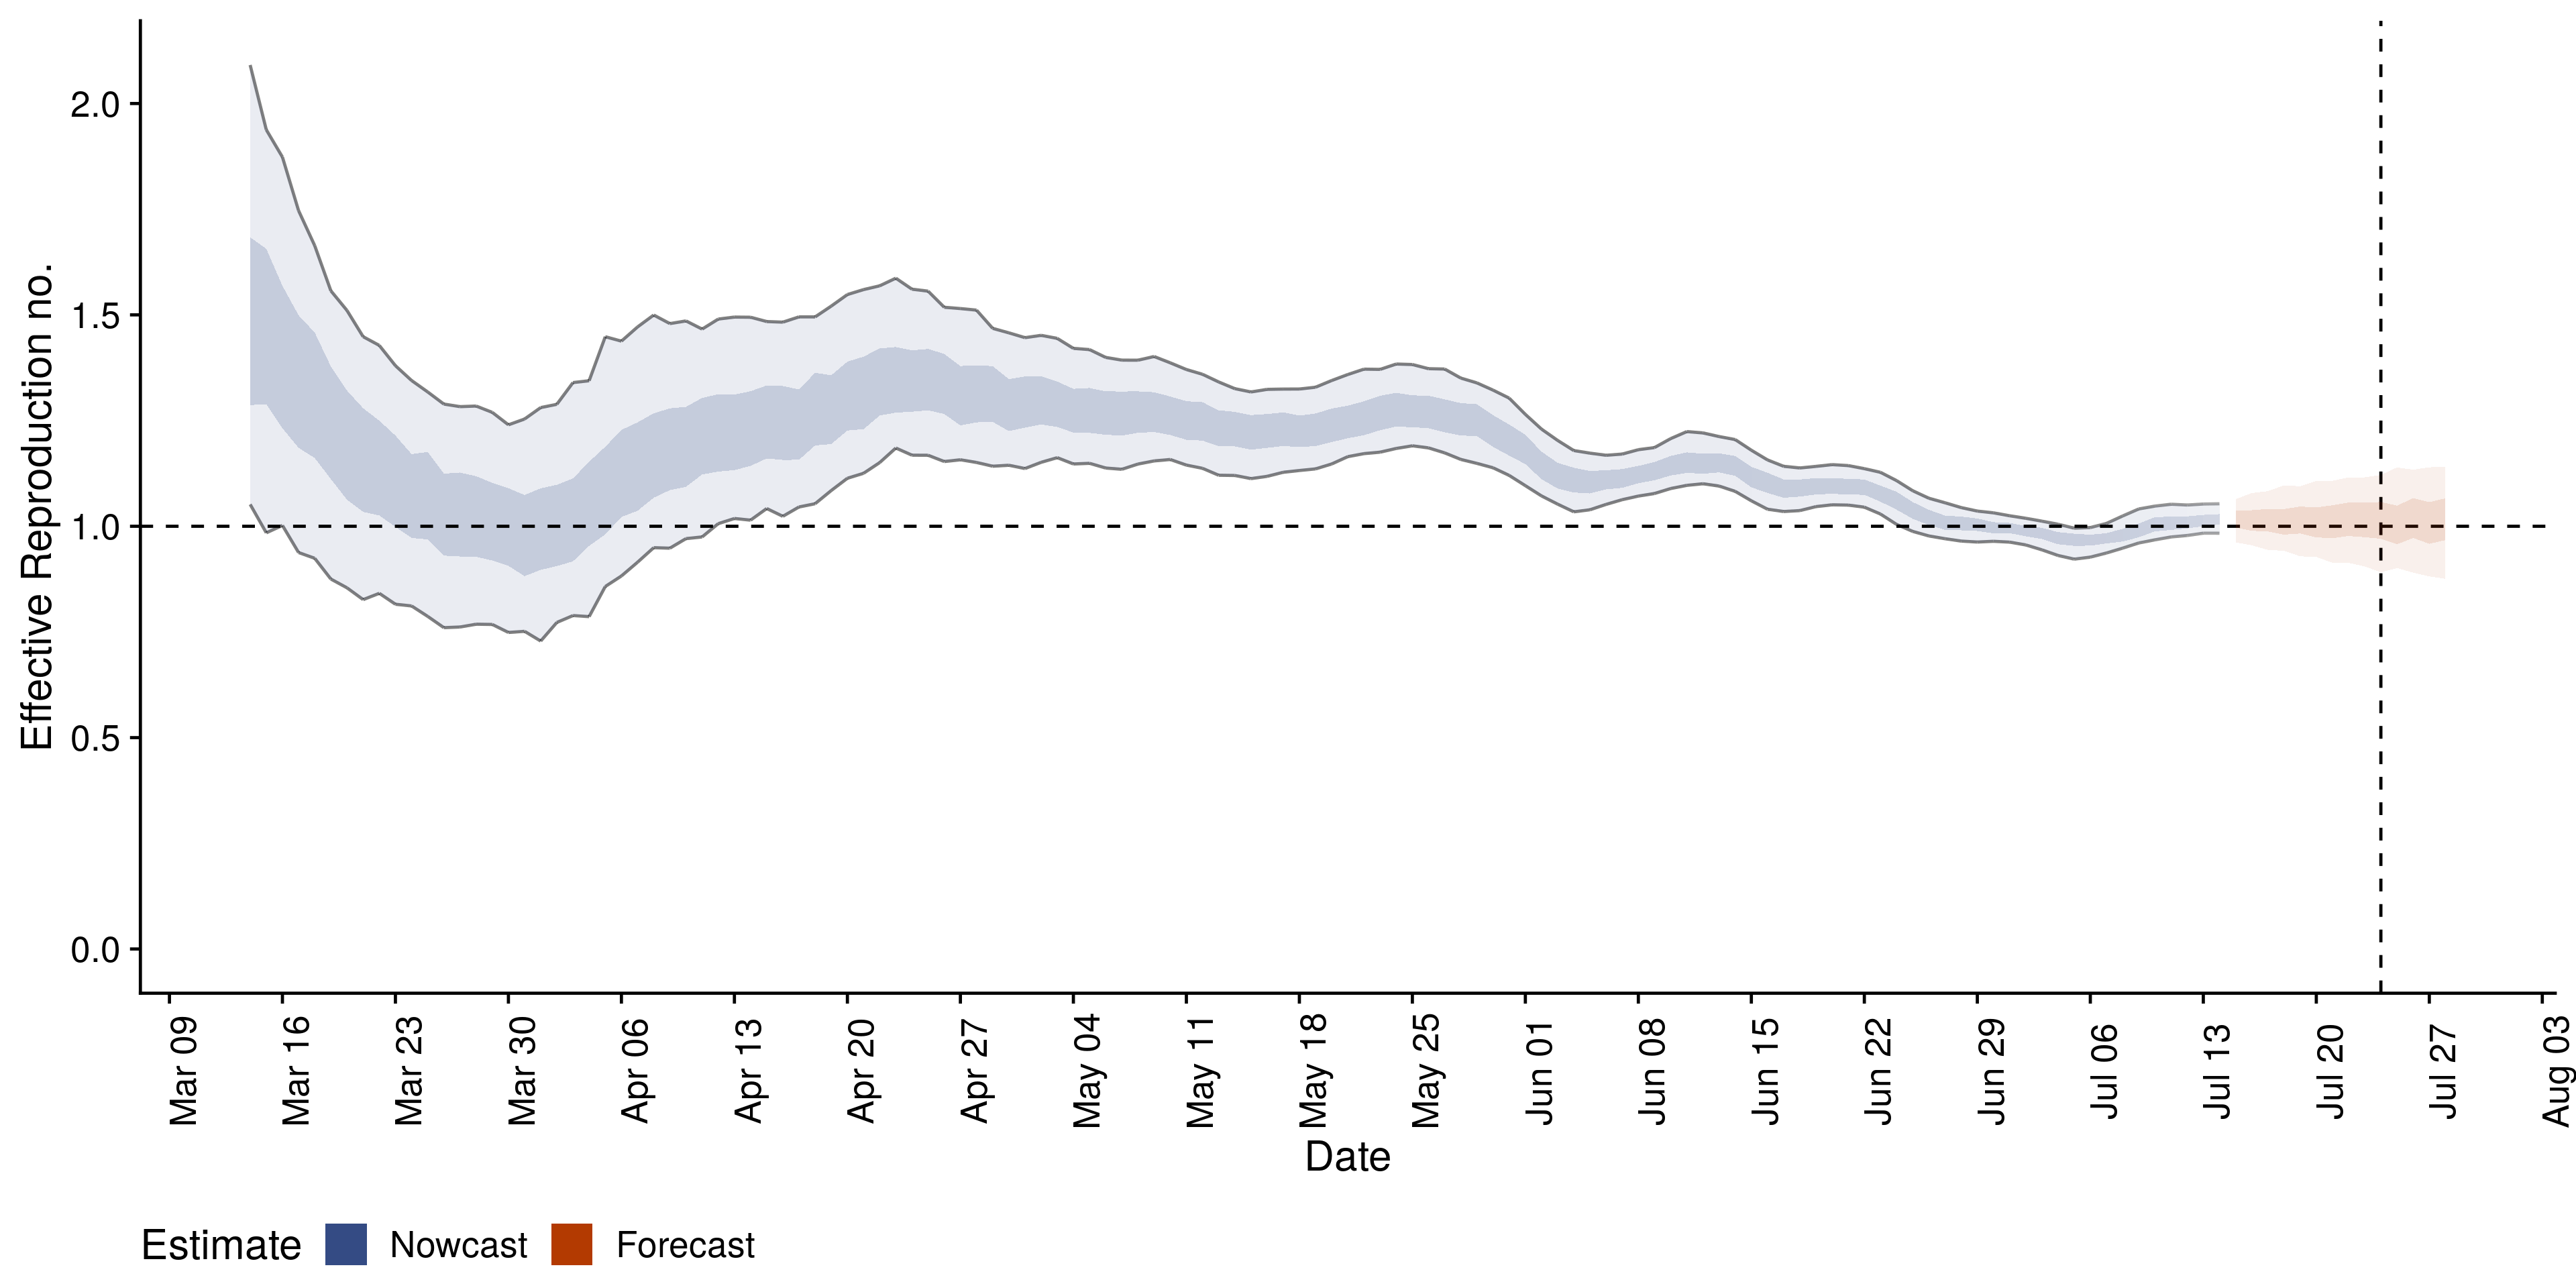 Effective Reproduction no.
2.0
1.5
1.0
0.5
0.0
Mar 09
Mar 16
Mar 23
Mar 30
Apr 06
Apr 13
Apr 20
Apr 27
May 04
May 11
May 18
May 25
Jun 01
Jun 08
Jun 15
Jun 22
Jun 29
Jul 06
Jul 13
Jul 20
Jul 27
Aug 03
Date
Estimate Nowcast Forecast